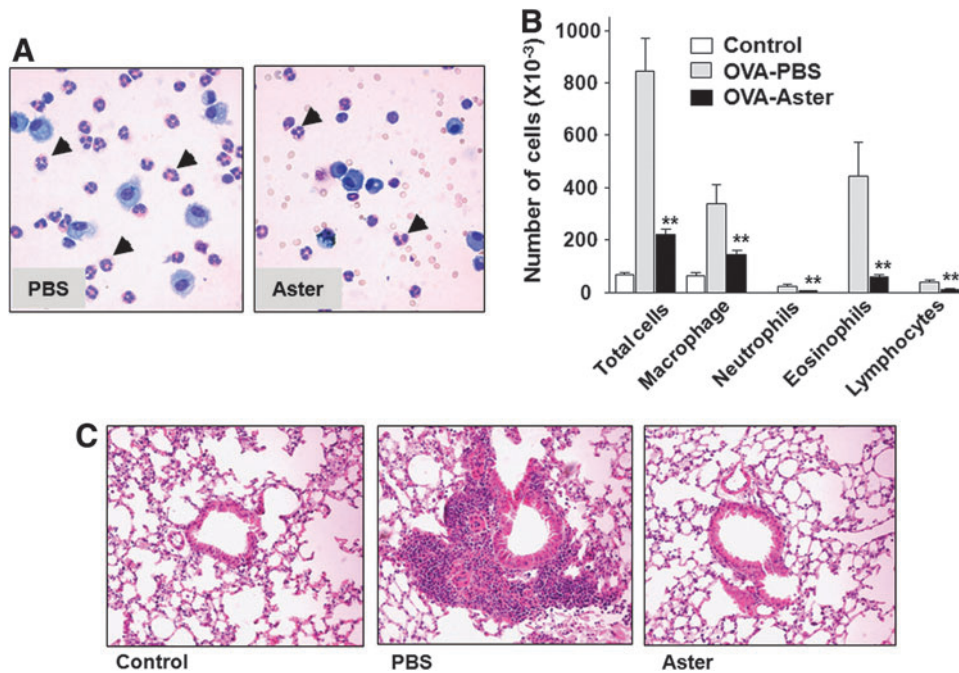 A
PBS
Aster
B
Number of cells (X10-3)
1000
800
600
400
200
0
Control
OVA-PBS
OVA-Aster
**
**
**
**
**
Total cells
Macrophage
Neutrophils
Eosinophils
Lymphocytes
C
Control
PBS
Aster